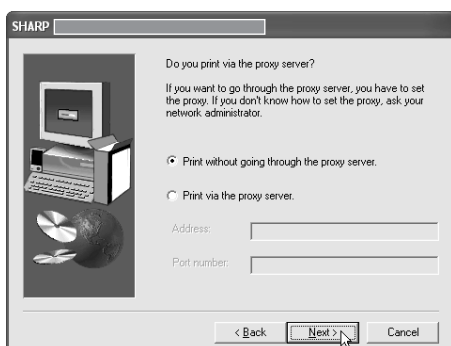 SHARP
Do you print via the proxy server?
If you want to go through the proxy server, you have to set
the proxy. If you don't know how to set the proxy, ask your
network administrator.
Print without going through the proxy server.
Print via the proxy server.
Address:
Port number:
< Back
Next >
Cancel